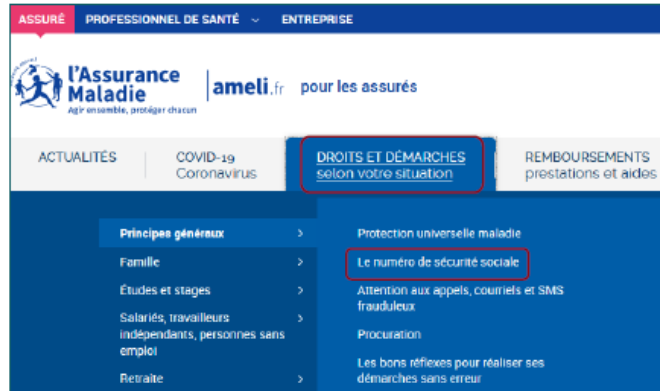 ASSURÉ PROFESSIONNEL DE SANTÉ ENTREPRISE
l'Assurance
Maladie
Agir ensemble, protéger chacun
ameli.fr pour les assurés
ACTUALITÉS
COVID-19
Coronavirus
DROITS ET DÉMARCHES
selon votre situation
REMBOURSEMENTS
prestations et aides
Principes généraux
Famille
Études et stages
Salariés, travailleurs
indépendants, personnes sans
emploi
Retraite
Protection universelle maladie
Le numéro de sécurité sociale
Attention aux appels, courriels et SMS
frauduleux
Procuration
Les bons réflexes pour réaliser ses
démarches sans erreur